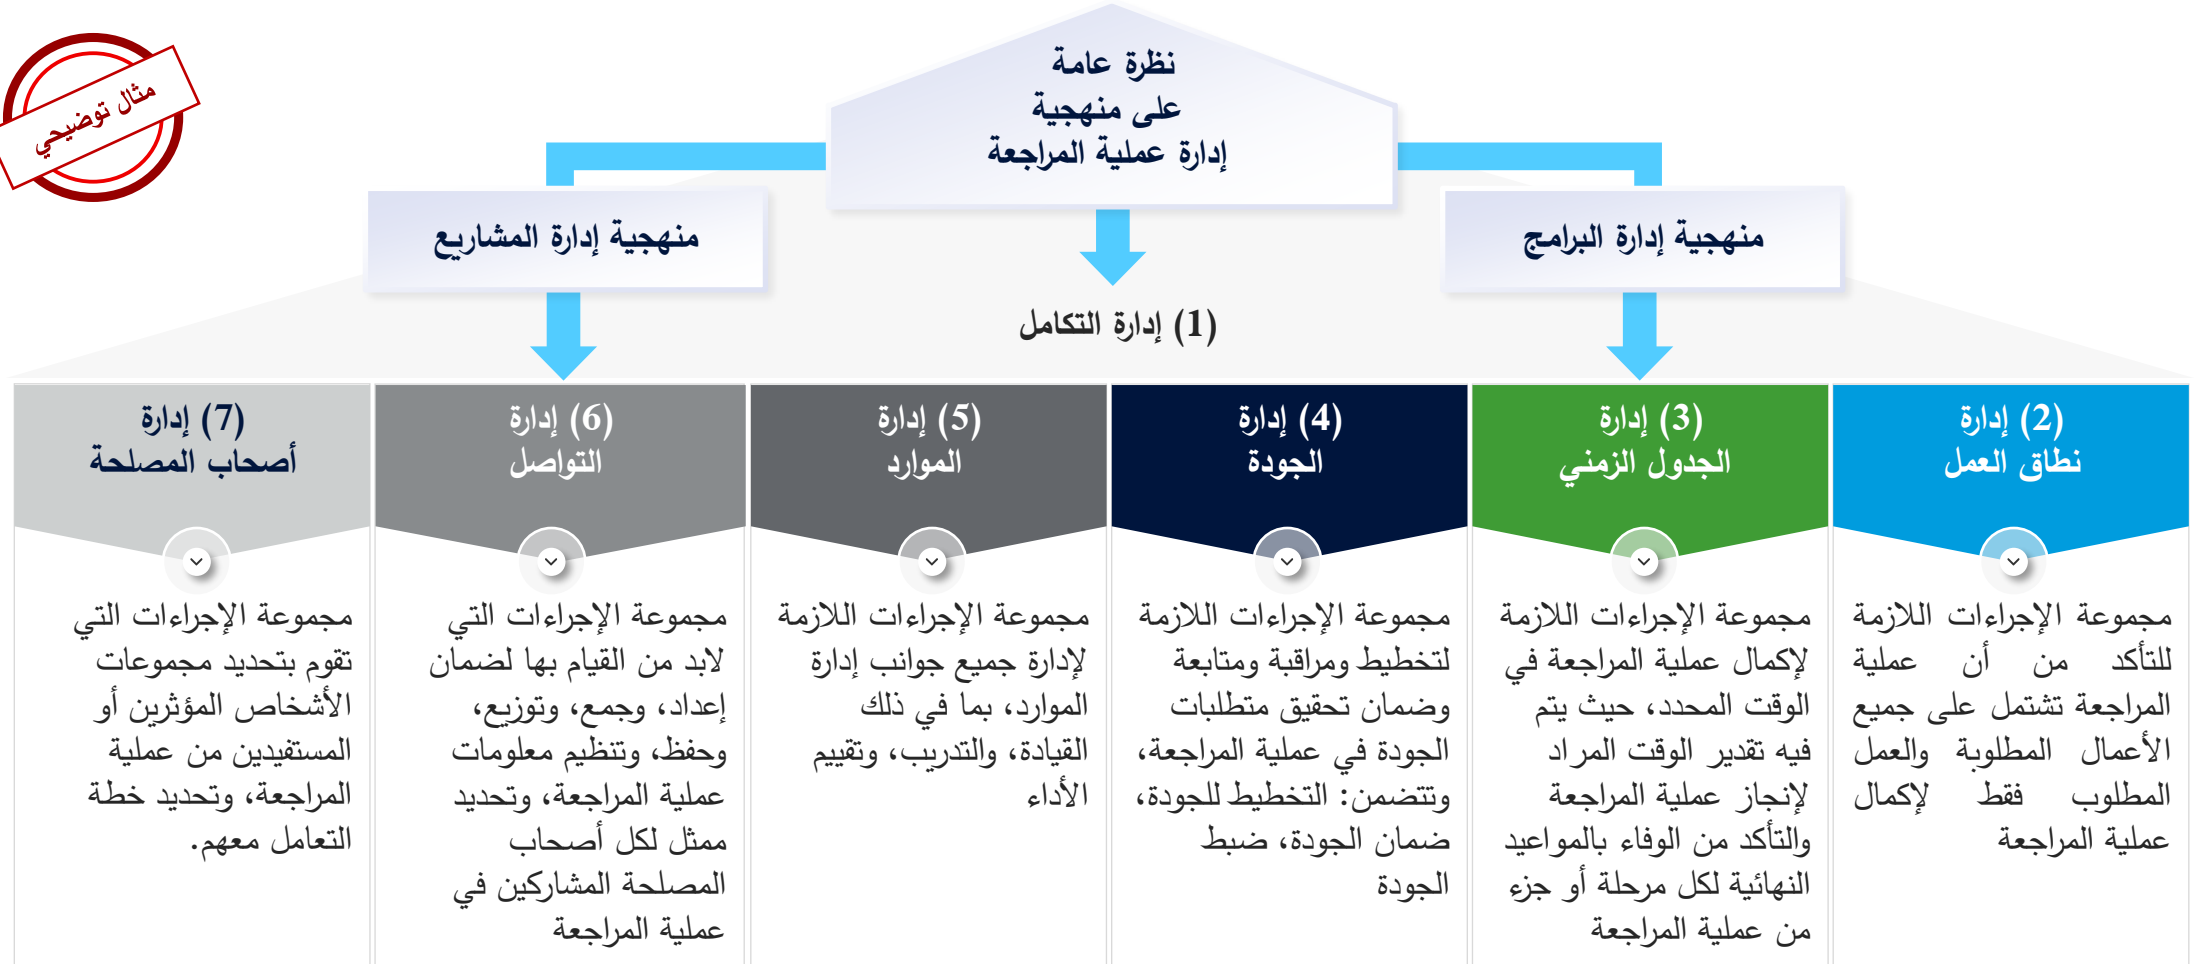 مثال توضيحي
نظرة عامة
على منهجية
إدارة عملية المراجعة
منهجية إدارة البرامج
منهجية إدارة المشاريع
(1) إدارة التكامل
(2) إدارة
نطاق العمل
مجموعة الإجراءات اللازمة
للتأكد من أن عملية
المراجعة تشتمل على جميع
الأعمال المطلوبة والعمل
المطلوب فقط لإكمال
عملية المراجعة
(3) إدارة
الجدول الزمني
مجموعة الإجراءات اللازمة
لإكمال عملية المراجعة في
الوقت المحدد، حيث يتم
فيه تقدير الوقت المراد
لإنجاز عملية المراجعة
والتأكد من الوفاء بالمواعيد
النهائية لكل مرحلة أو جزء
من عملية المراجعة
(4) إدارة
الجودة
مجموعة الإجراءات اللازمة
لتخطيط ومراقبة ومتابعة
وضمان تحقيق متطلبات
الجودة في عملية المراجعة،
وتتضمن: التخطيط للجودة،
ضمان الجودة، ضبط
الجودة
(5) إدارة
الموارد
مجموعة الإجراءات اللازمة
لإدارة جميع جوانب إدارة
الموارد، بما في ذلك
القيادة، والتدريب، وتقييم
الأداء
(6) إدارة
التواصل
مجموعة الإجراءات التي
لابد من القيام بها لضمان
إعداد، وجمع، وتوزيع،
وحفظ، وتنظيم معلومات
عملية المراجعة، وتحديد
ممثل لكل أصحاب
المصلحة المشاركين في
عملية المراجعة
(7) إدارة
أصحاب المصلحة
مجموعة الإجراءات التي
تقوم بتحديد مجموعات
الأشخاص المؤثرين أو
المستفيدين من عملية
المراجعة، وتحديد خطة
التعامل معهم.